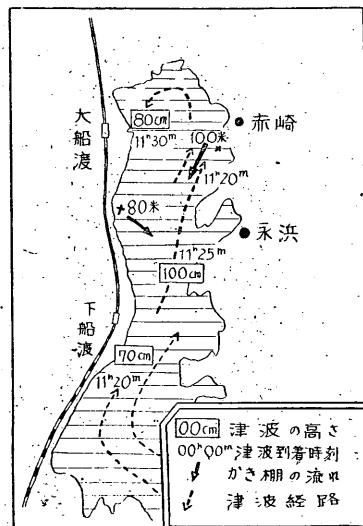 80cm
赤崎
大船渡
11ʰ30ᵐ
100米
11ʰ20ᵐ
80米
永浜
11ʰ25ᵐ
100cm
下船渡
70cm
11ʰ20ᵐ
00cm 津波の高さ
00ʰ00ᵐ 津波到着時刻
かき棚の流れ
津波経路